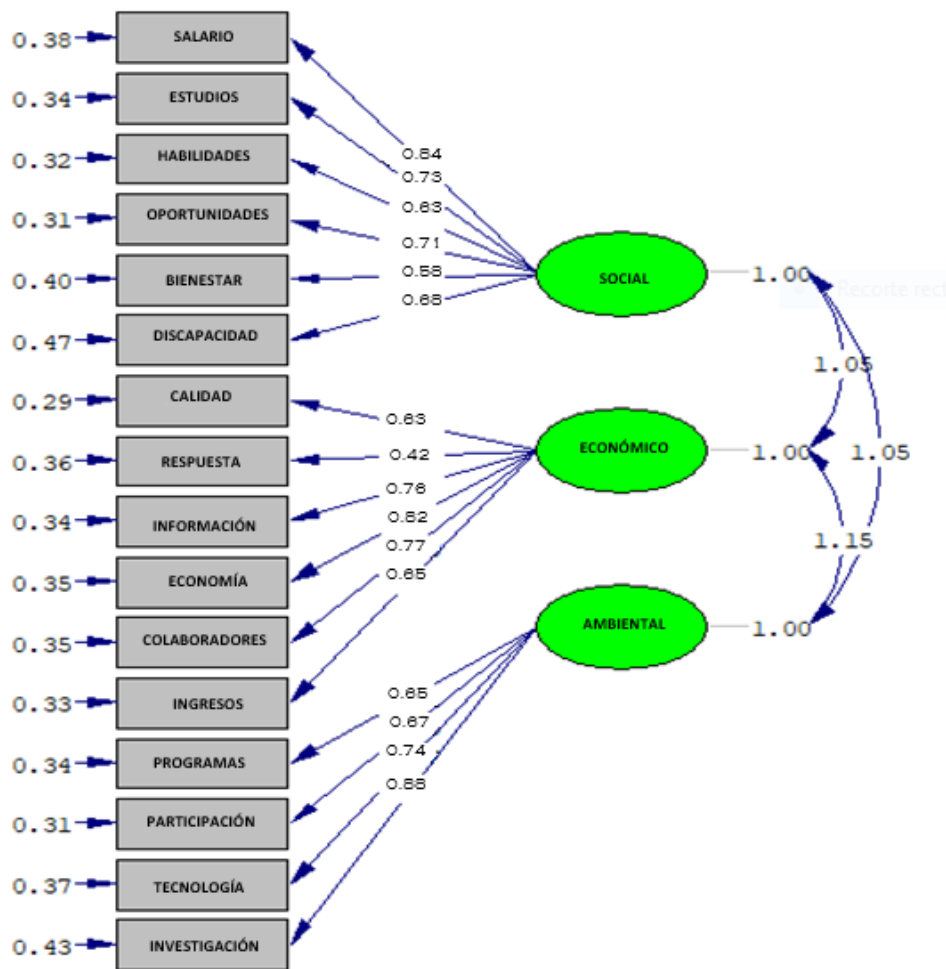 0.38 SALARIO
0.34 ESTUDIOS
0.32 HABILIDADES
0.31 OPORTUNIDADES
0.40 BIENESTAR
0.47 DISCAPACIDAD
0.29 CALIDAD
0.36 RESPUESTA
0.34 INFORMACIÓN
0.35 ECONOMÍA
0.35 COLABORADORES
0.33 INGRESOS
0.34 PROGRAMAS
0.31 PARTICIPACIÓN
0.37 TECNOLOGÍA
0.43 INVESTIGACIÓN
0.84
0.73
0.63
0.71
0.58
0.68
0.63
0.42
0.76
0.82
0.77
0.65
0.65
0.67
0.74
0.88
SOCIAL 1.00
ECONÓMICO 1.00
AMBIENTAL 1.00
Recorte rect
1.05
1.05
1.15